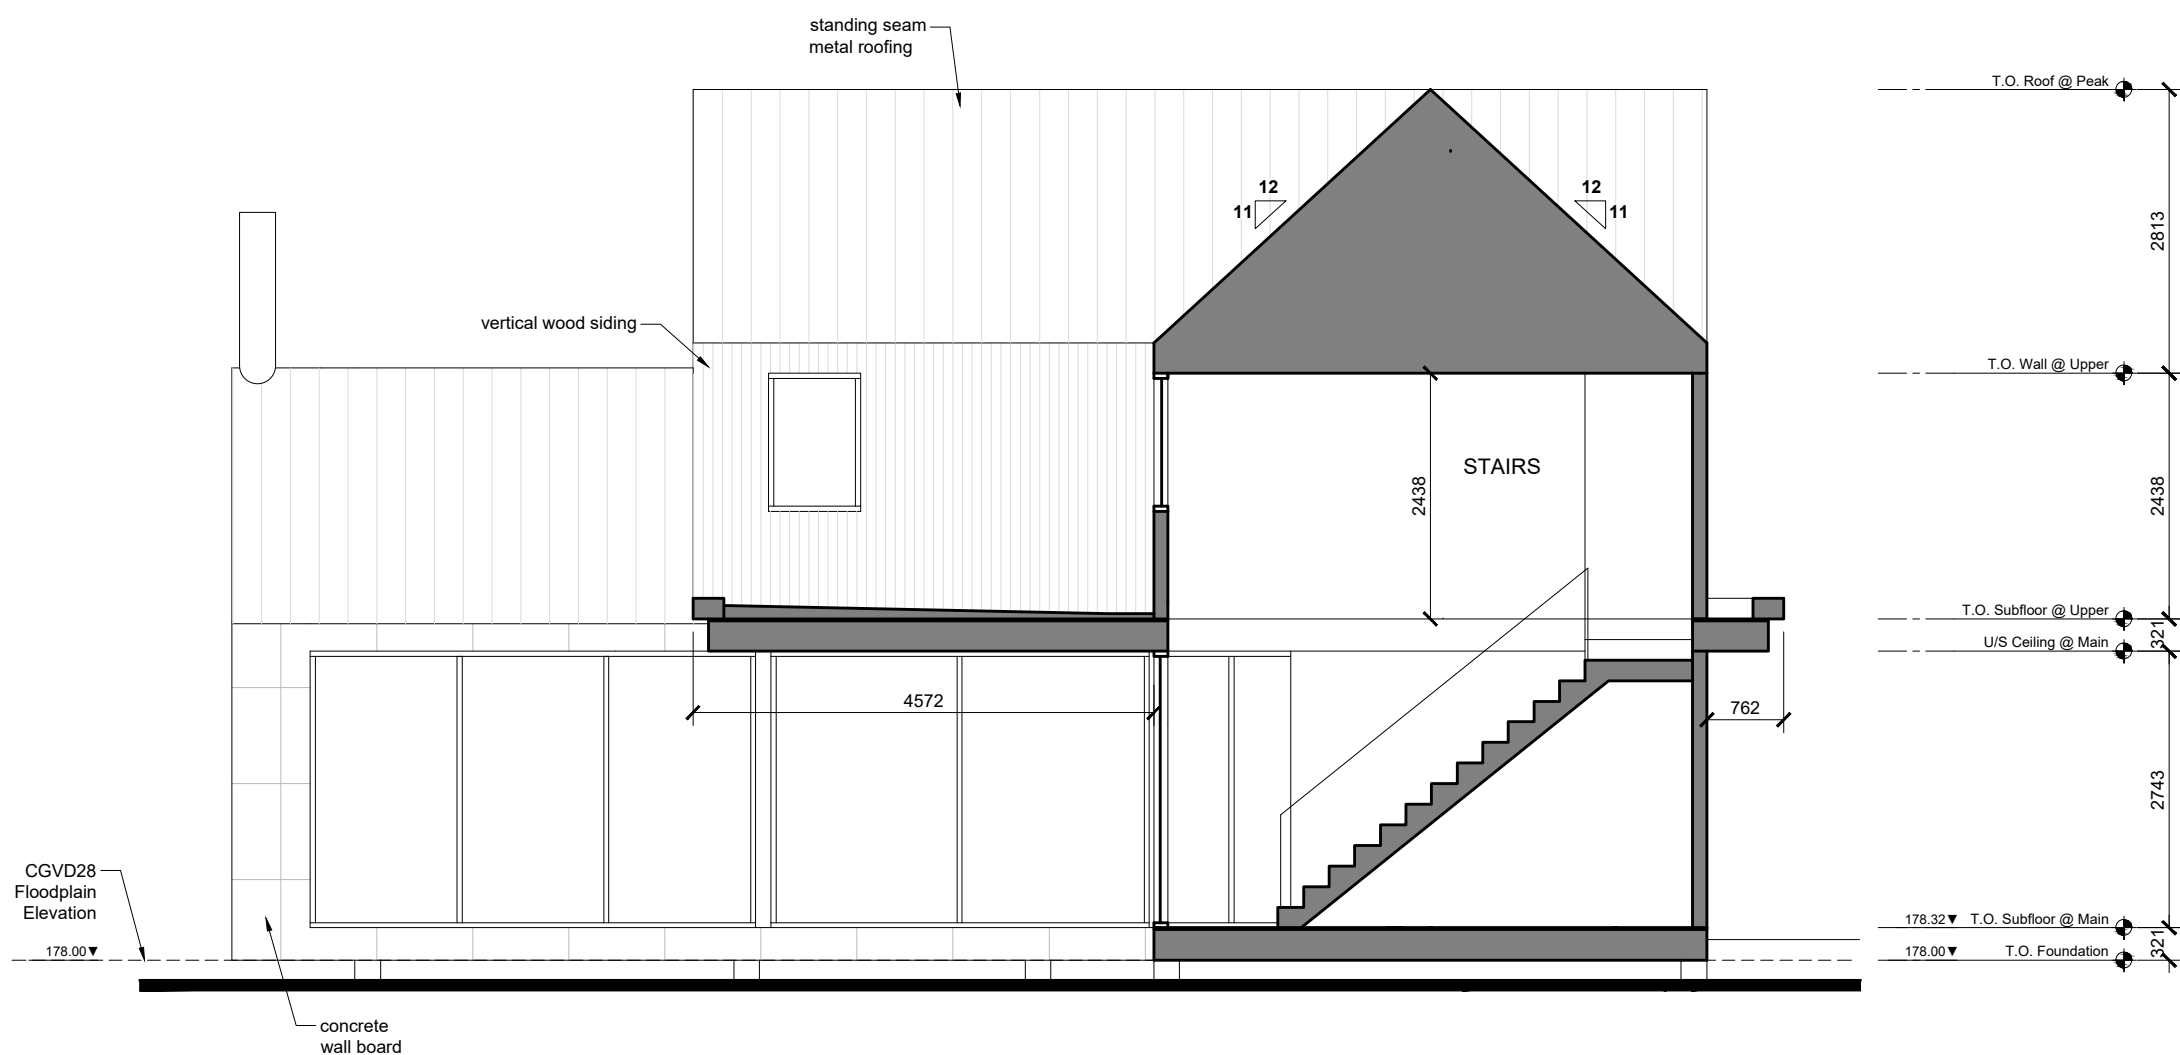 standing seam
metal roofing
T.O. Roof @ Peak
12
12
11
11
2813
vertical wood siding
T.O. Wall @ Upper
STAIRS
2438
2438
T.O. Subfloor @ Upper
321
U/S Ceiling @ Main
4572
762
2743
CGVD28
Floodplain
Elevation
178.32▼ T.O. Subfloor @ Main
321
178.00▼
178.00▼ T.O. Foundation
concrete
wall board